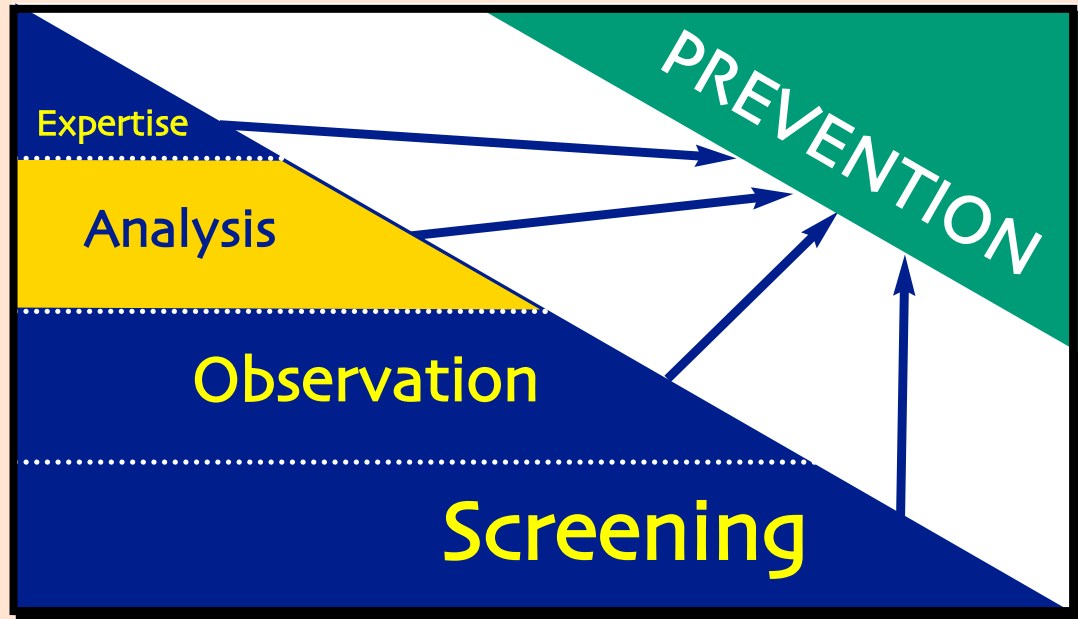 PREVENTION
Expertise
Analysis
Observation
Screening